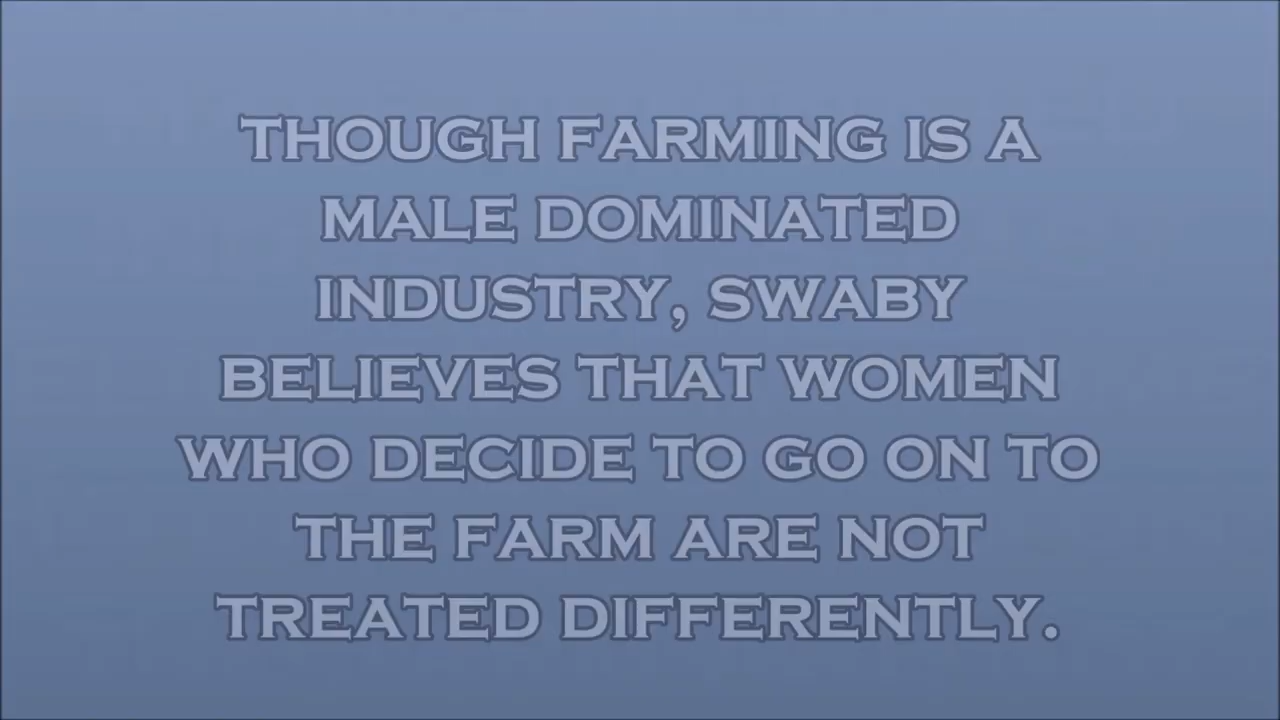 THOUGH FARMING IS A
MALE DOMINATED
INDUSTRY, SWABY
BELIEVES THAT WOMEN
WHO DECIDE TO GO ON TO
THE FARM ARE NOT
TREATED DIFFERENTLY.